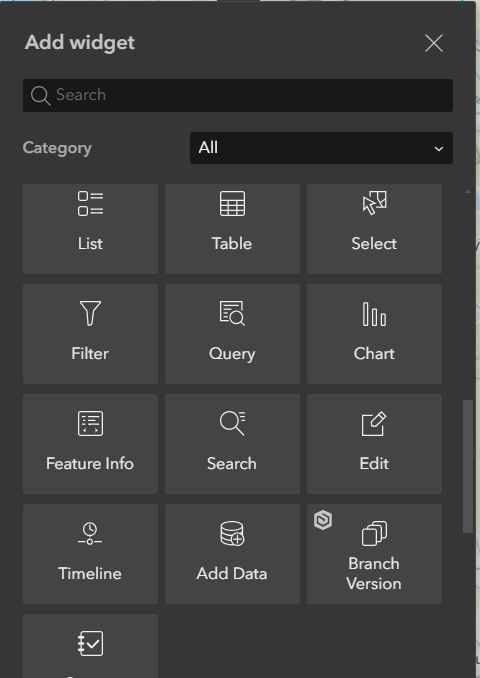 Add widget
Search
Category
All
List
Table
Select
Filter
Query
Chart
Feature Info
Search
Edit
Timeline
Add Data
Branch
Version